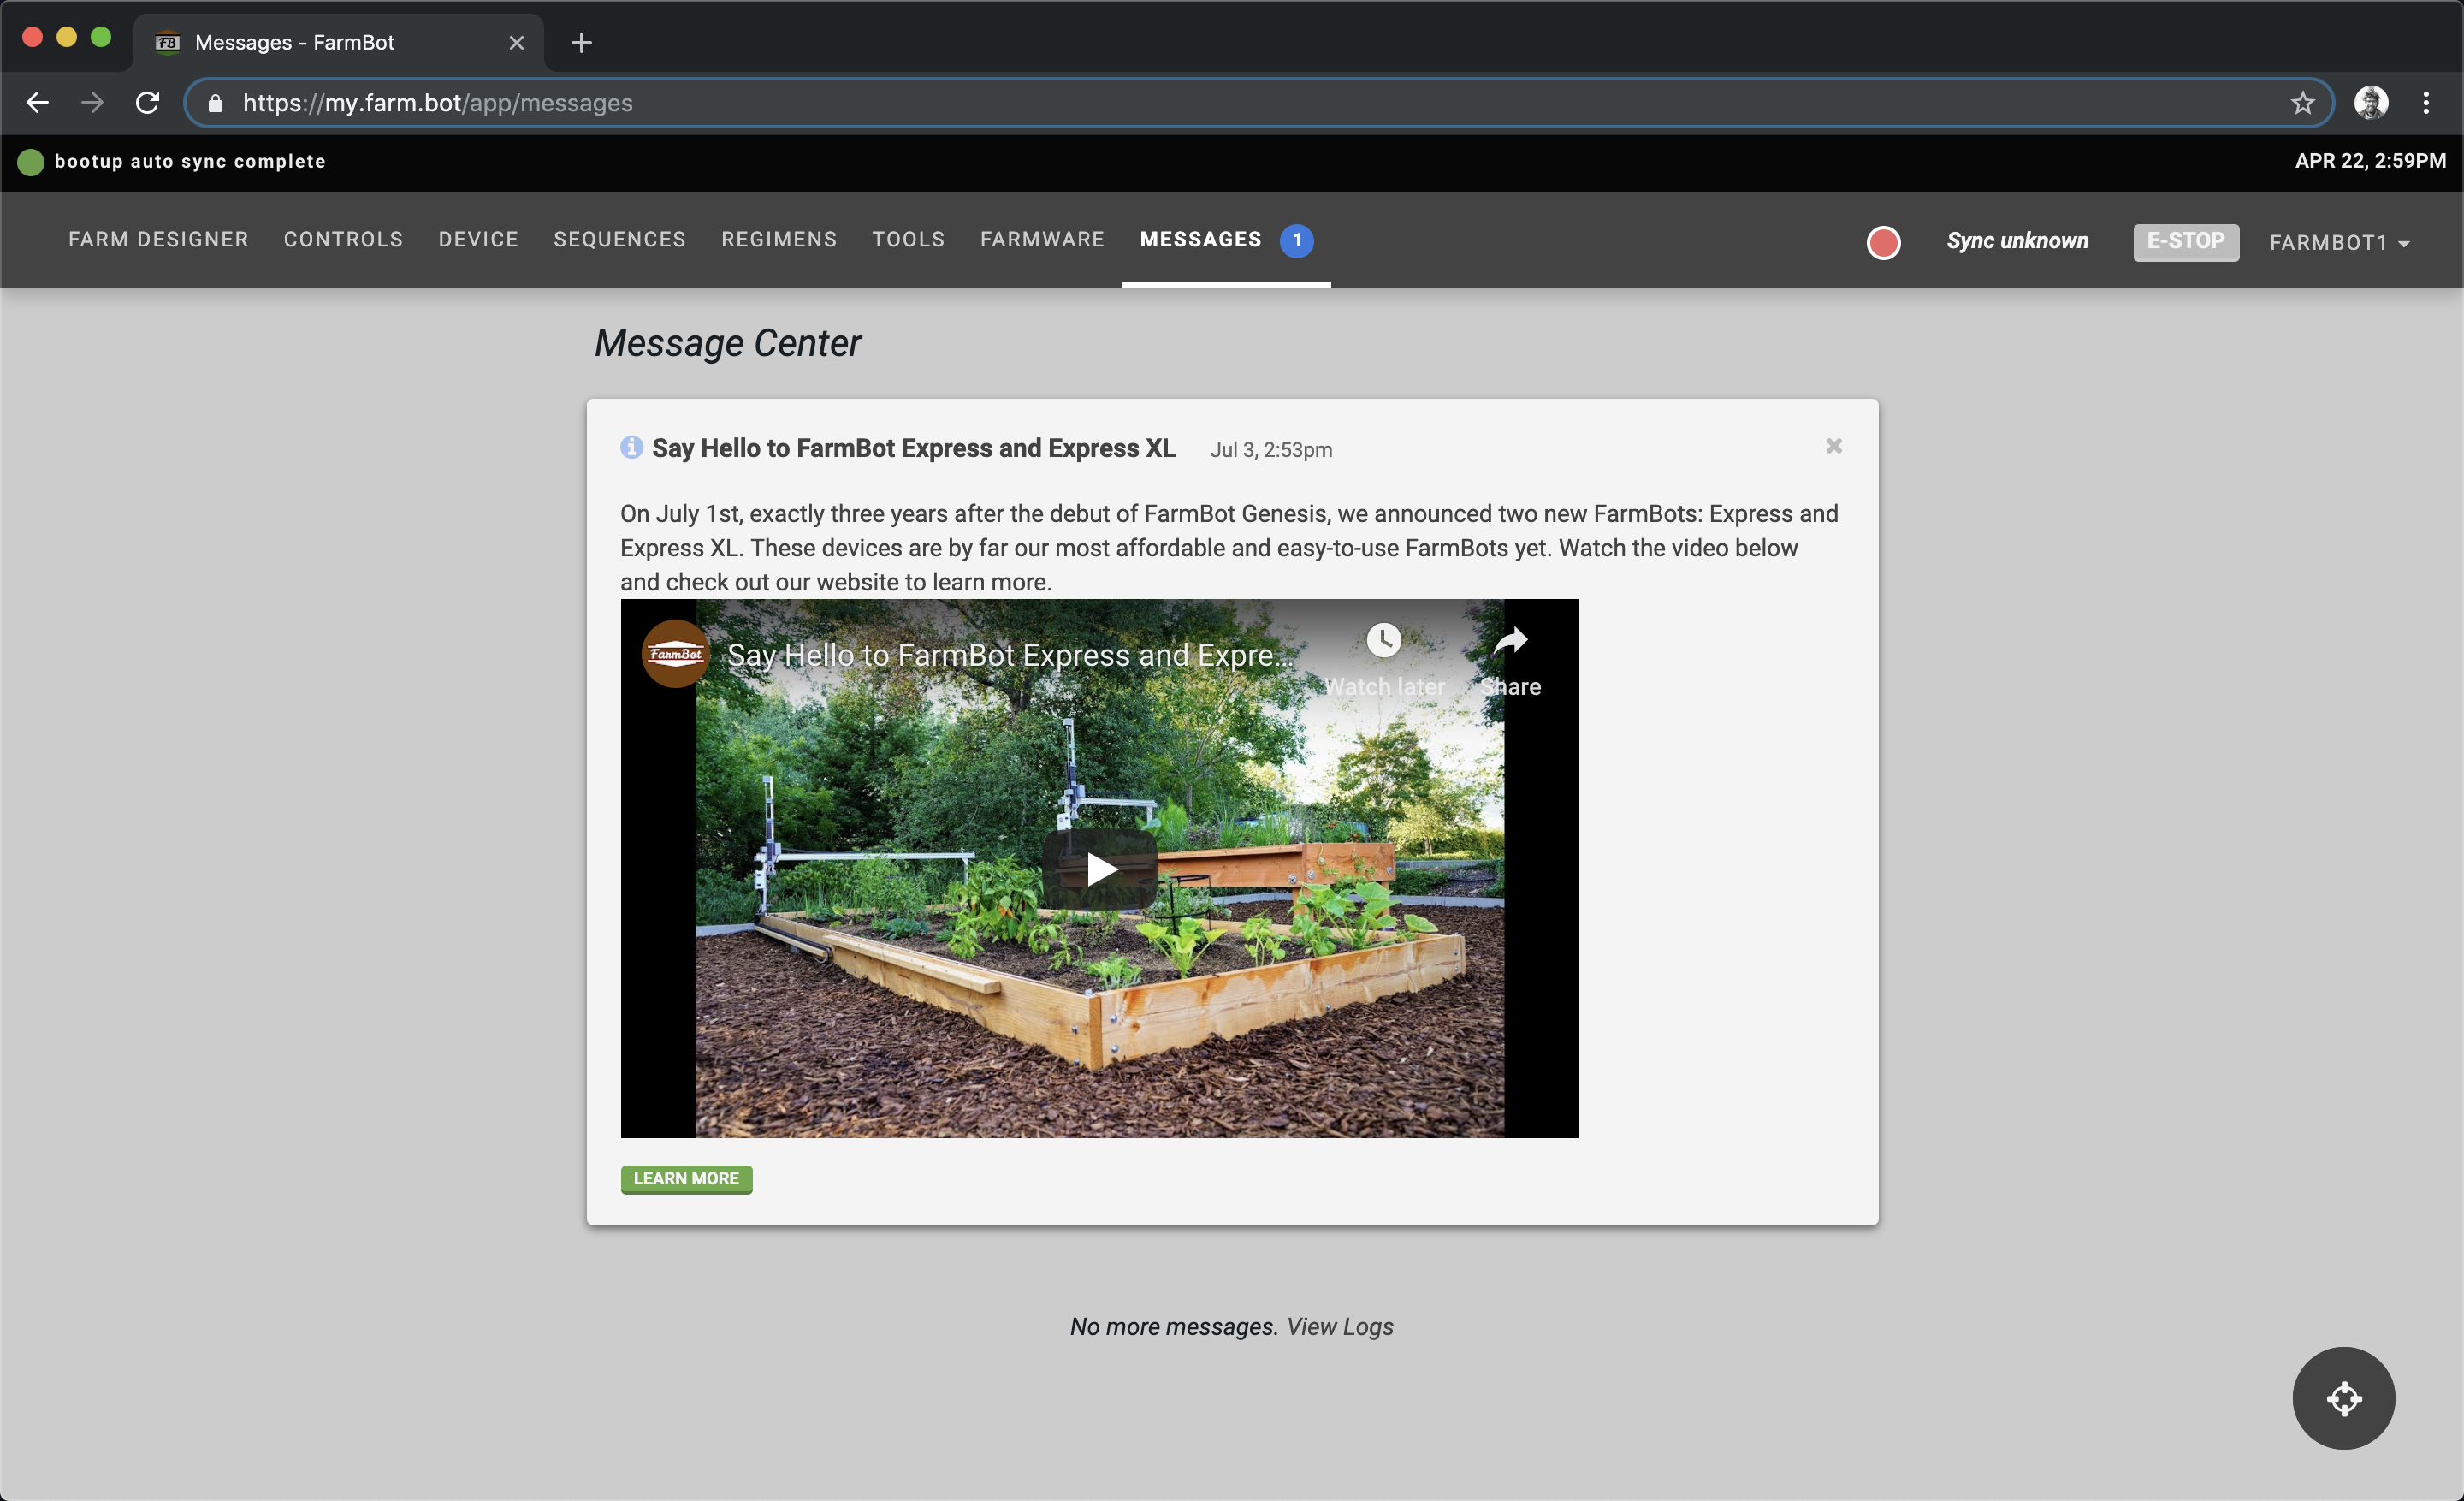 Messages - FarmBot
https://my.farm.bot/app/messages
bootup auto sync complete
APR 22, 2:59PM
FARM DESIGNER CONTROLS DEVICE SEQUENCES REGIMENS TOOLS FARMWARE MESSAGES 1
Sync unknown E-STOP FARMBOT1
Message Center
Say Hello to FarmBot Express and Express XL Jul 3, 2:53pm
On July 1st, exactly three years after the debut of FarmBot Genesis, we announced two new FarmBots: Express and
Express XL. These devices are by far our most affordable and easy-to-use FarmBots yet. Watch the video below
and check out our website to learn more.
FarmBot
Say Hello to FarmBot Express and Expre...
Watch later Share
LEARN MORE
No more messages. View Logs